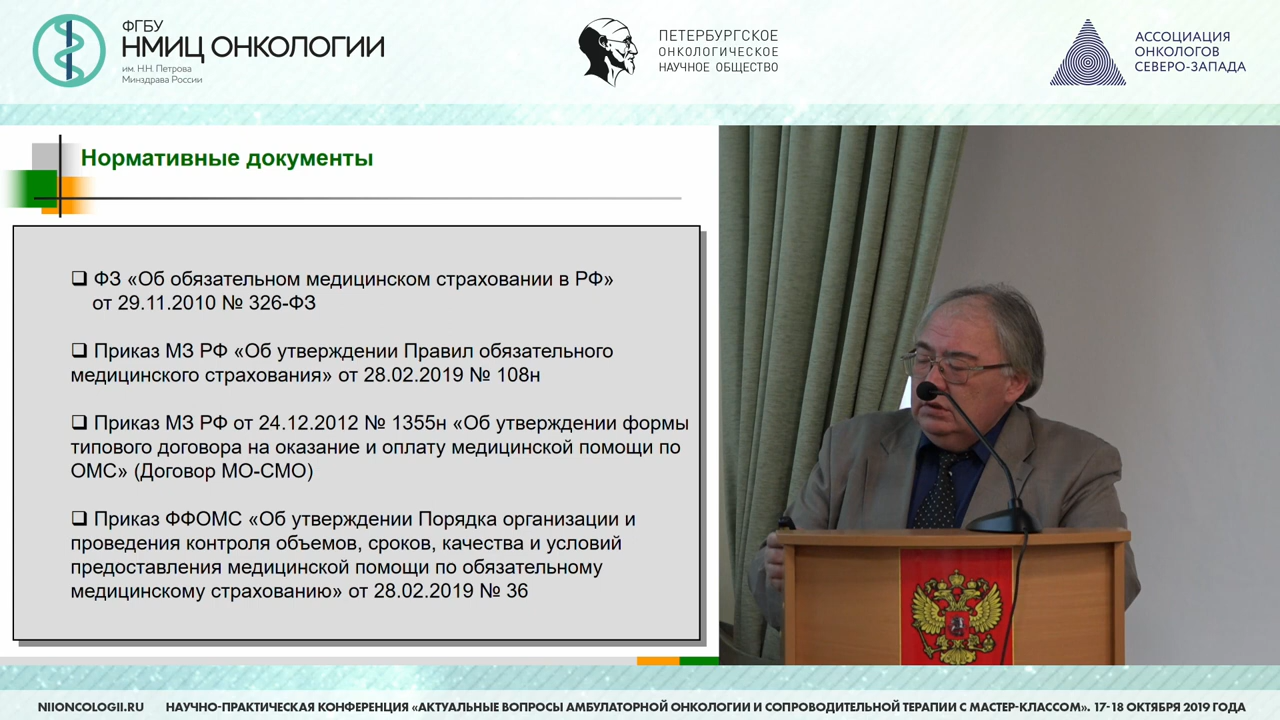 ФГБУ
НМИЦ ОНКОЛОГИИ
им. Н.Н. Петрова
Минздрава России
ПЕТЕРБУРГСКОЕ
ОНКОЛОГИЧЕСКОЕ
НАУЧНОЕ ОБЩЕСТВО
АССОЦИАЦИЯ
ОНКОЛОГОВ
СЕВЕРО-ЗАПАДА
Нормативные документы
❑ ФЗ «Об обязательном медицинском страховании в РФ»
от 29.11.2010 № 326-ФЗ
❑ Приказ МЗ РФ «Об утверждении Правил обязательного
медицинского страхования» от 28.02.2019 № 108н
❑ Приказ МЗ РФ от 24.12.2012 № 1355н «Об утверждении формы
типового договора на оказание и оплату медицинской помощи по
ОМС» (Договор МО-СМО)
❑ Приказ ФФОМС «Об утверждении Порядка организации и
проведения контроля объемов, сроков, качества и условий
предоставления медицинской помощи по обязательному
медицинскому страхованию» от 28.02.2019 № 36
NIIONCOLOGII.RU НАУЧНО-ПРАКТИЧЕСКАЯ КОНФЕРЕНЦИЯ «АКТУАЛЬНЫЕ ВОПРОСЫ АМБУЛАТОРНОЙ ОНКОЛОГИИ И СОПРОВОДИТЕЛЬНОЙ ТЕРАПИИ С МАСТЕР-КЛАССОМ». 17-18 ОКТЯБРЯ 2019 ГОДА